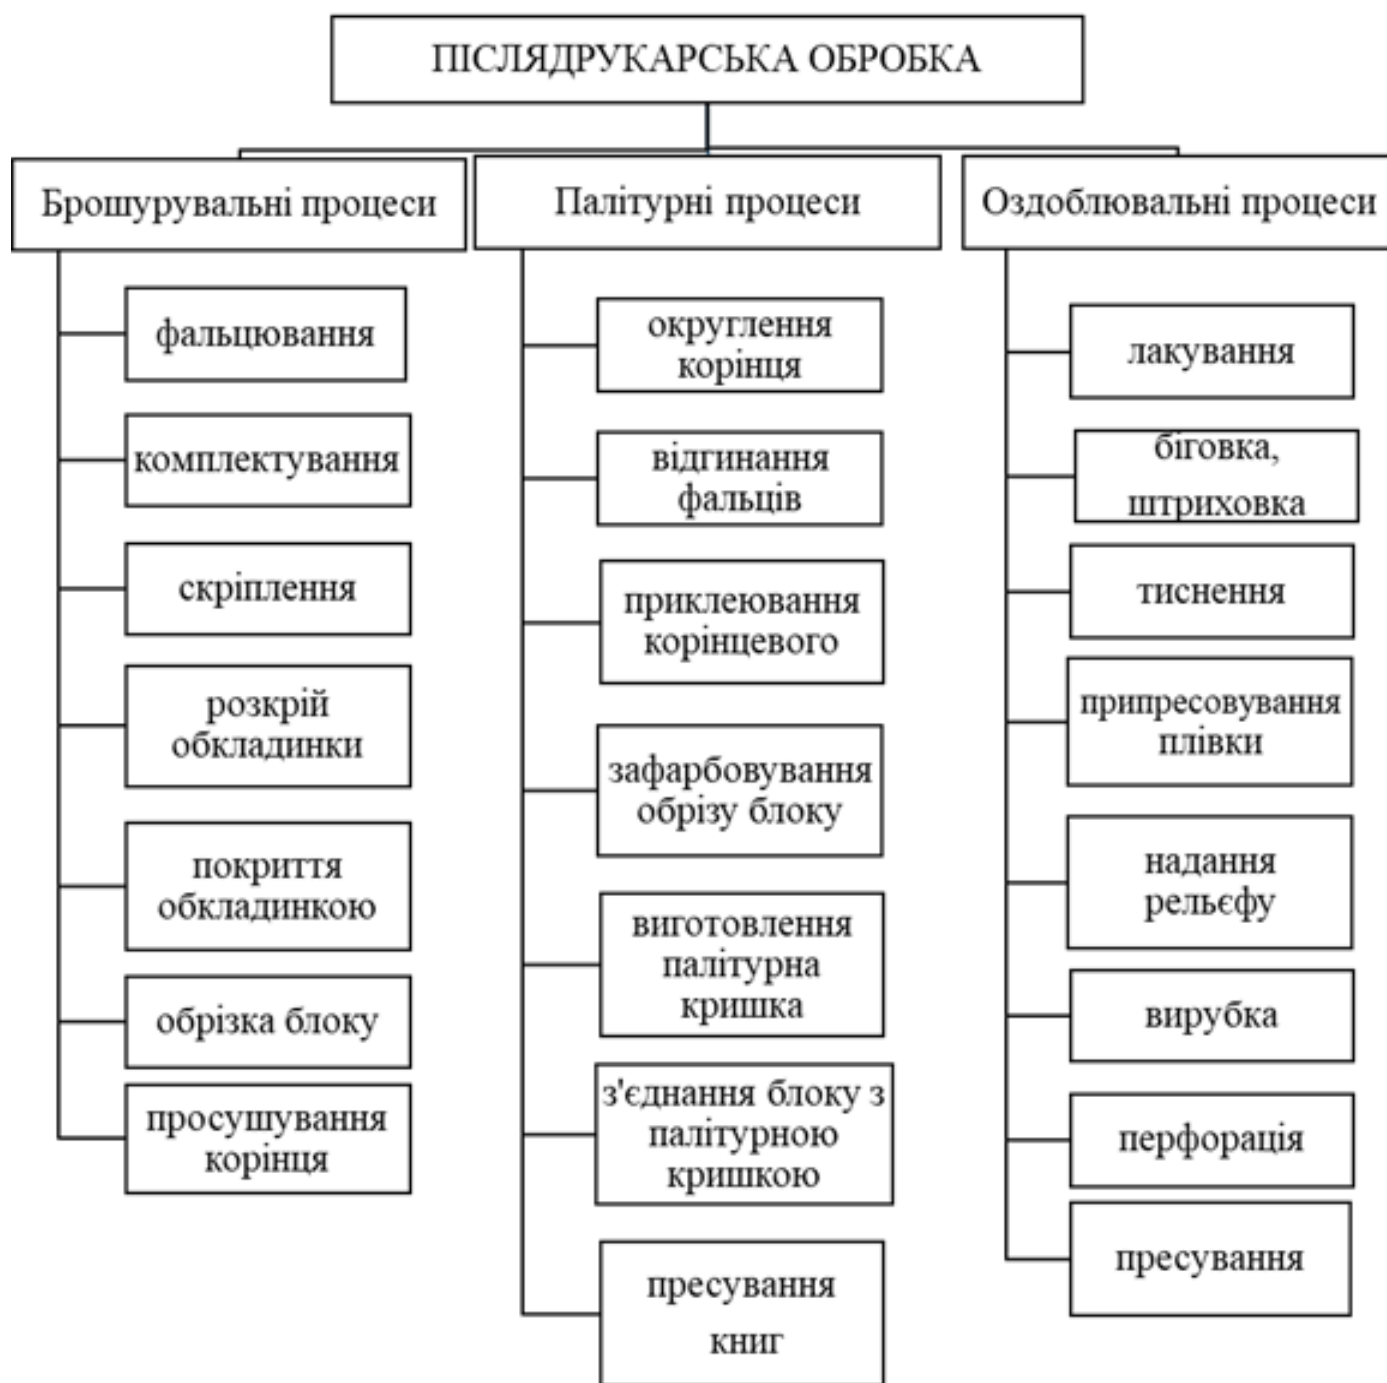 ПІСЛЯДРУКАРСЬКА ОБРОБКА
Брошурувальні процеси
фальцювання
комплектування
скріплення
розкрій
обкладинки
покриття
обкладинкою
обрізка блоку
просушування
корінця
Палітурні процеси
округлення
корінця
відгинання
фальців
приклеювання
корінцевого
зафарбовування
обрізу блоку
виготовлення
палітурна
кришка
з'єднання блоку з
палітурною
кришкою
пресування
книг
Оздоблювальні процеси
лакування
біговка,
штриховка
тиснення
припресовування
плівки
надання
рельєфу
вирубка
перфорація
пресування